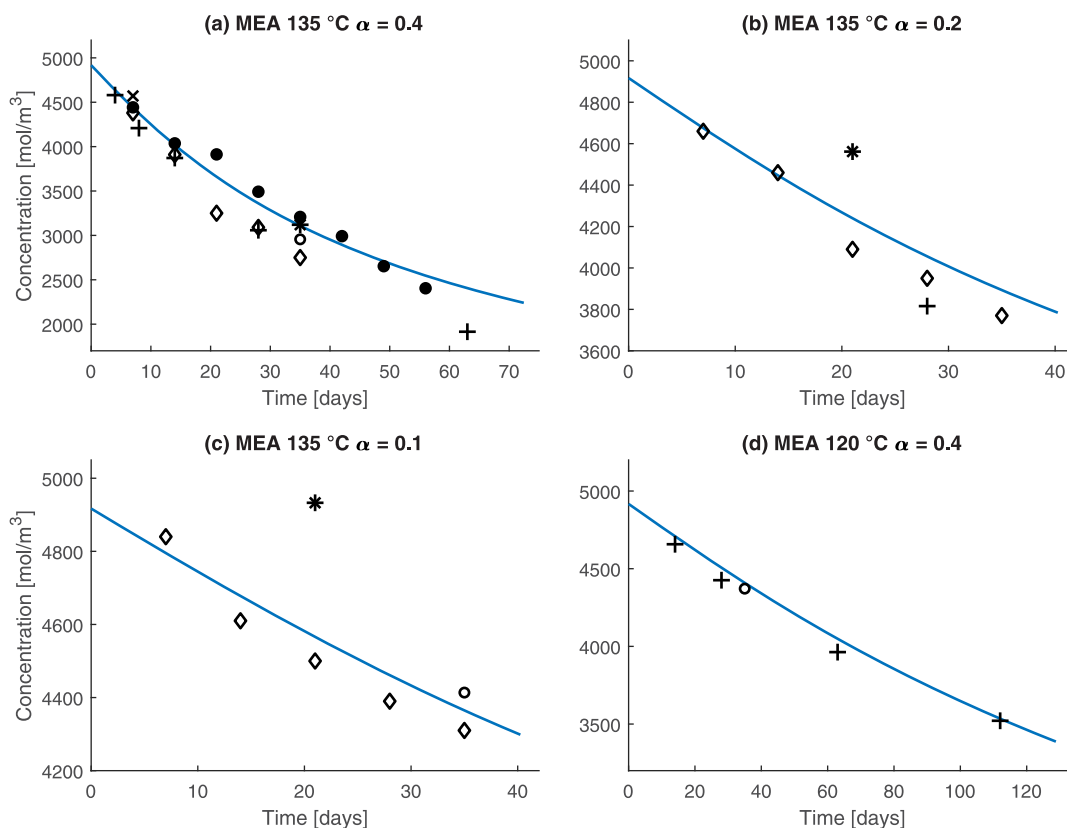 (a) MEA 135 °C α = 0.4
5000
4500
4000
3500
3000
2500
2000
Concentration [mol/m³]
0 10 20 30 40 50 60 70
Time [days]
(b) MEA 135 °C α = 0.2
5000
4800
4600
4400
4200
4000
3800
3600
0 10 20 30 40
Time [days]
(c) MEA 135 °C α = 0.1
5000
4800
4600
4400
4200
Concentration [mol/m³]
0 10 20 30 40
Time [days]
(d) MEA 120 °C α = 0.4
5000
4500
4000
3500
0 20 40 60 80 100 120
Time [days]